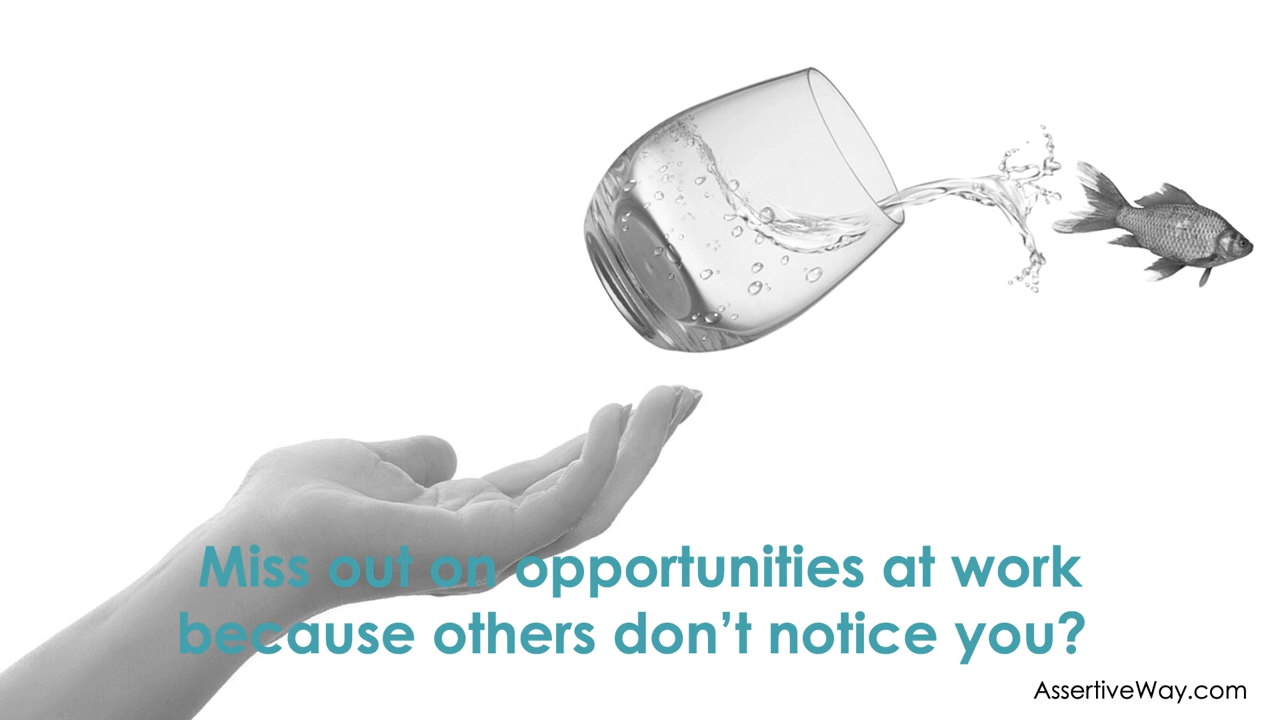 Miss out on opportunities at work
because others don’t notice you?
AssertiveWay.com